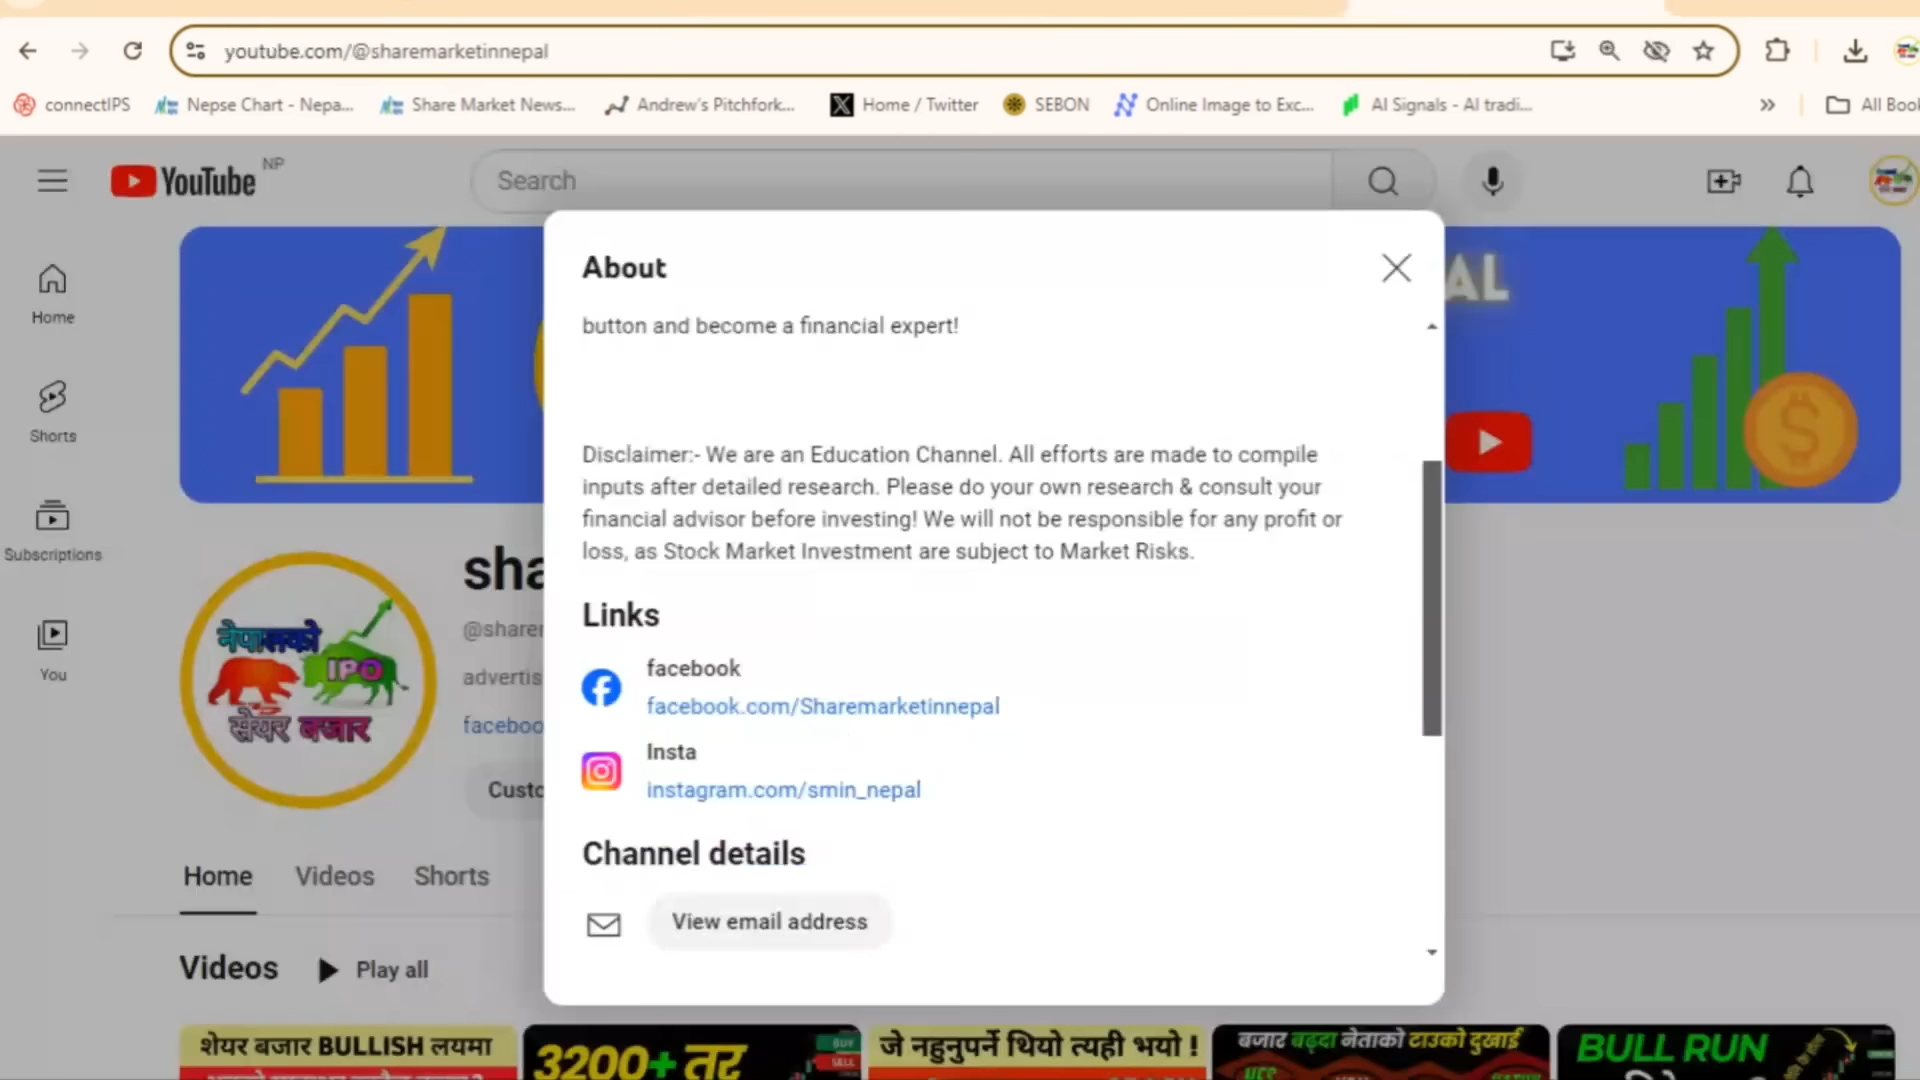 youtube.com/@sharemarketinnepal
connectIPS
Nepse Chart - Nepa...
Share Market News...
Andrew's Pitchfork...
Home / Twitter
SEBON
Online Image to Exc...
AI Signals - AI tradi...
»
All Book
YouTube NP
Search
Home
Shorts
Subscriptions
You
AL
About
button and become a financial expert!
Disclaimer:- We are an Education Channel. All efforts are made to compile
inputs after detailed research. Please do your own research & consult your
financial advisor before investing! We will not be responsible for any profit or
loss, as Stock Market Investment are subject to Market Risks.
Links
facebook
facebook.com/Sharemarketinnepal
Insta
instagram.com/smin_nepal
Channel details
View email address
नेपालको
IPO
सेयर बजार
sha
@sharem
advertis
faceboo
Custo
Home
Videos
Shorts
Videos
Play all
शेयर बजार BULLISH लयमा
3200+ तर
BUY
SELL
जे नहुनुपर्ने थियो त्यही भयो !
बजार बढ्दा नेताको टाउको दुखाई
BULL RUN